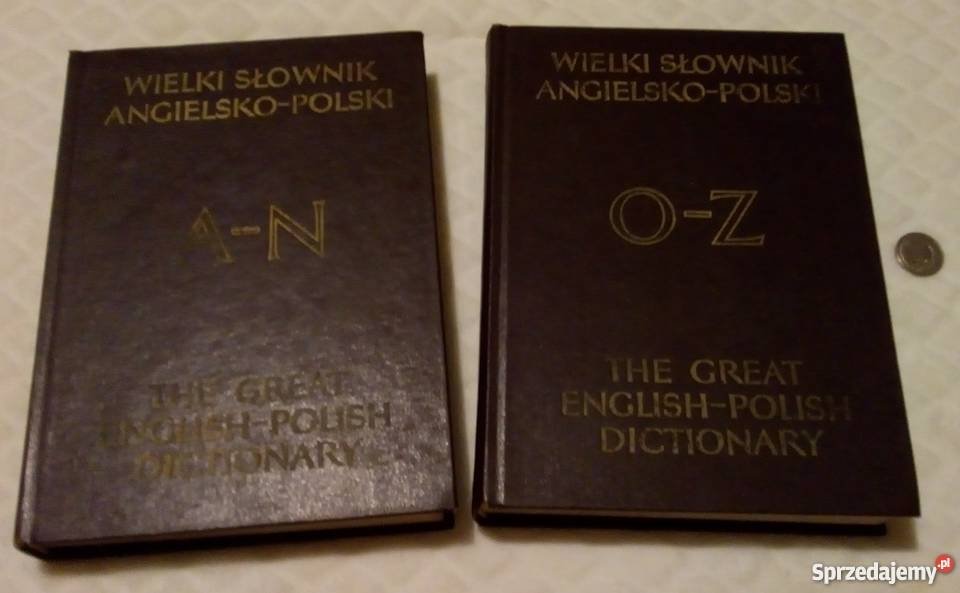 WIELKI SŁOWNIK
ANGIELSKO-POLSKI
A-N
THE GREAT
ENGLISH-POLISH
DICTIONARY
WIELKI SŁOWNIK
ANGIELSKO-POLSKI
O-Z
THE GREAT
ENGLISH-POLISH
DICTIONARY
Sprzedajemy.pl